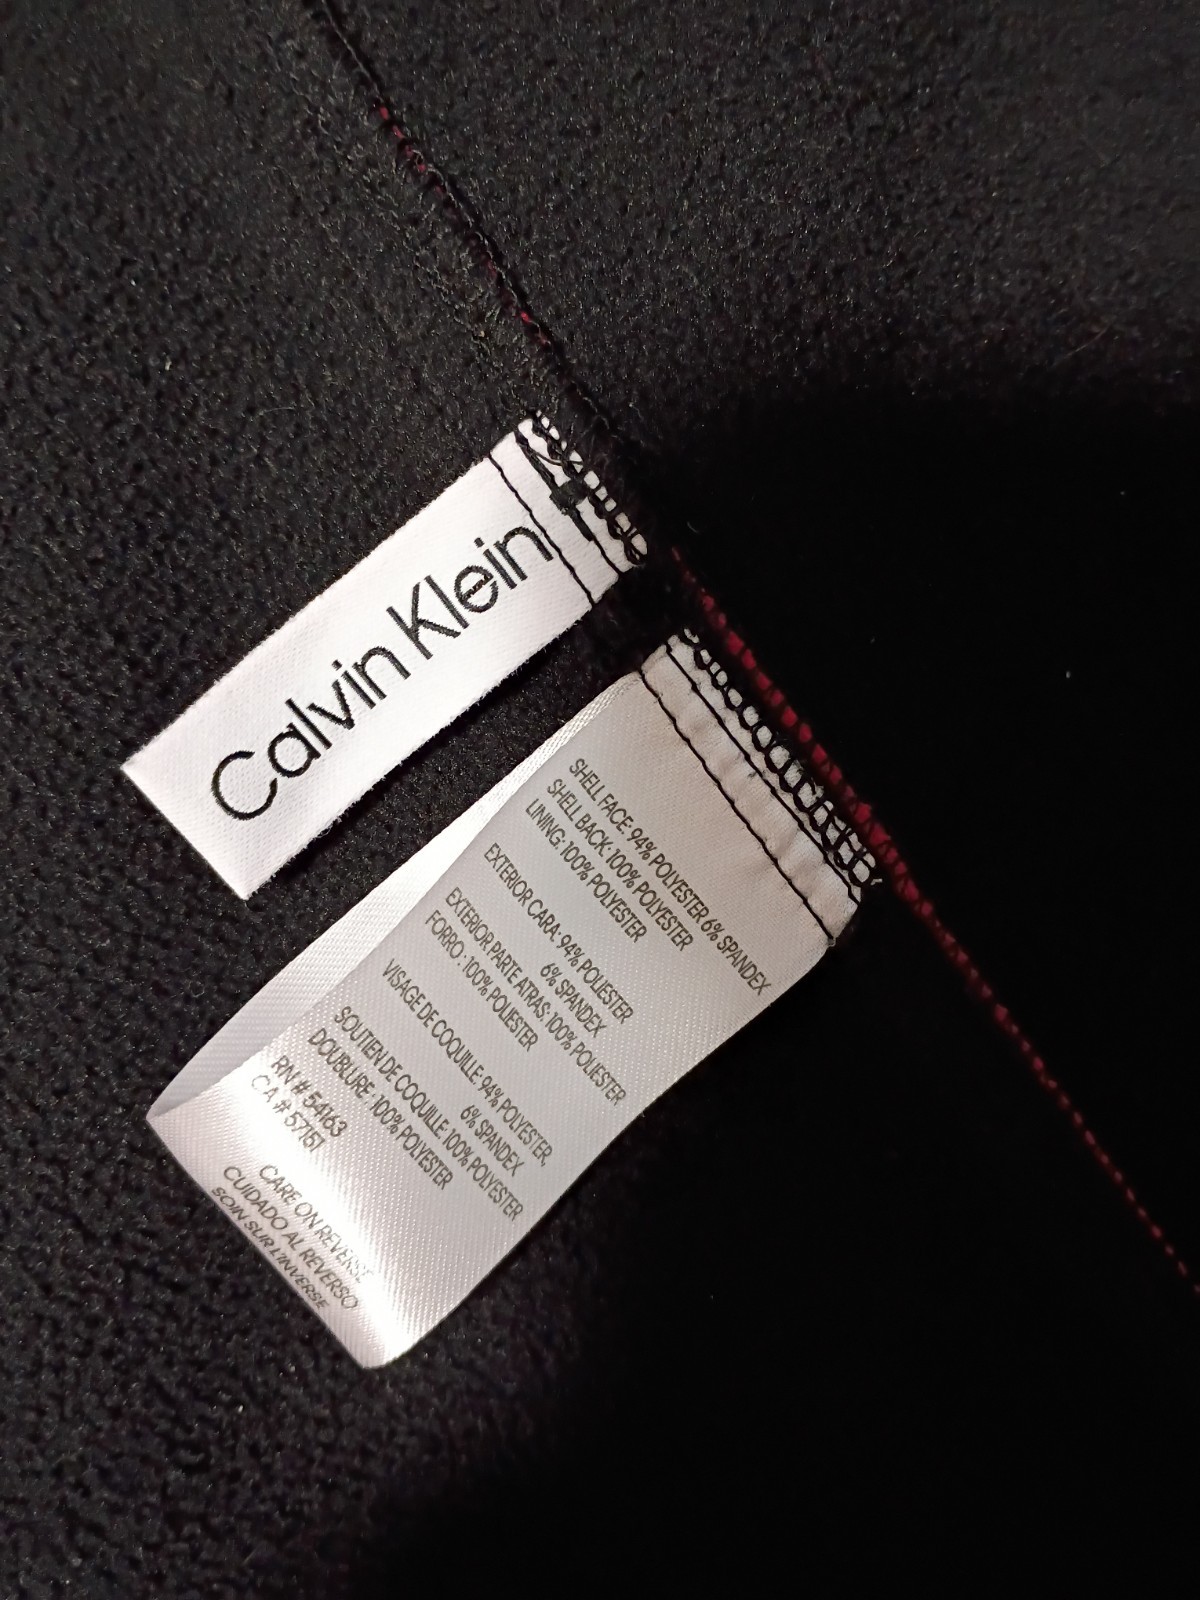 Calvin Klein
SHELL FACE: 94% POLYESTER 6% SPANDEX
SHELL BACK: 100% POLYESTER
LINING: 100% POLYESTER
EXTERIOR CARA: 94% POLIESTER
6% SPANDEX
EXTERIOR PARTE ATRAS: 100% POLIESTER
FORRO: 100% POLIESTER
VISAGE DE COQUILLE: 94% POLYESTER,
6% SPANDEX
SOUTIEN DE COQUILLE 100% POLYESTER
DOUBLURE: 100% POLYESTER
RN # 54163
CA # 57151
CARE ON REVERSE
CUIDADO AL REVERSO
SOIN SUR L'INVERSE